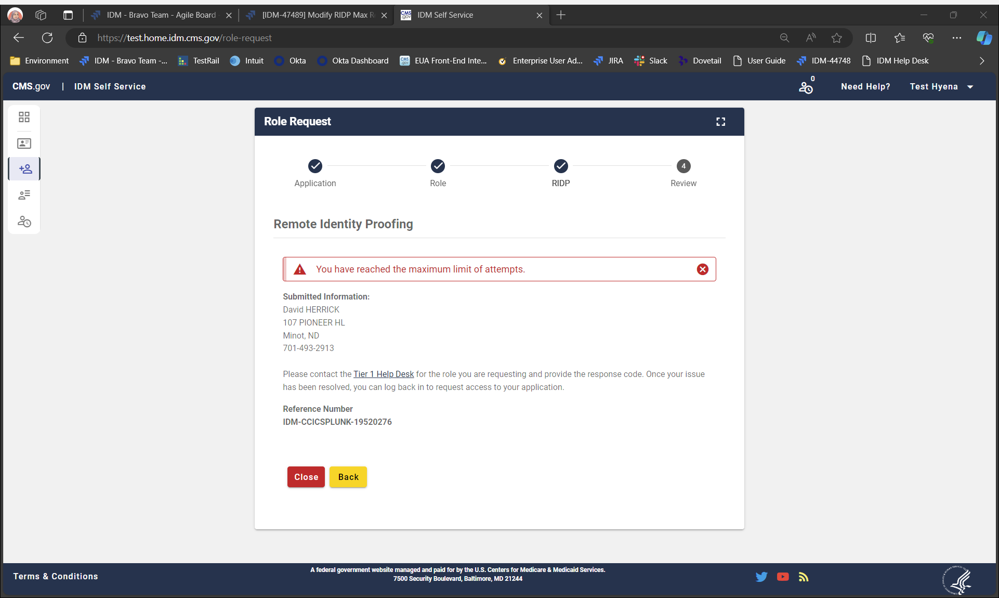 IDM - Bravo Team - Agile Board
[IDM-47489] Modify RIDP Max R
IDM Self Service
https://test.home.idm.cms.gov/role-request
Environment
IDM - Bravo Team -...
TestRail
Intuit
Okta
Okta Dashboard
EUA Front-End Inte...
Enterprise User Ad...
JIRA
Slack
Dovetail
User Guide
IDM-44748
IDM Help Desk
CMS.gov | IDM Self Service
0
Need Help?
Test Hyena
Role Request
Application
Role
RIDP
4
Review
Remote Identity Proofing
You have reached the maximum limit of attempts.
Submitted Information:
David HERRICK
107 PIONEER HL
Minot, ND
701-493-2913
Please contact the Tier 1 Help Desk for the role you are requesting and provide the response code. Once your issue
has been resolved, you can log back in to request access to your application.
Reference Number
IDM-CCICSPLUNK-19520276
Close
Back
Terms & Conditions
A federal government website managed and paid for by the U.S. Centers for Medicare & Medicaid Services.
7500 Security Boulevard, Baltimore, MD 21244